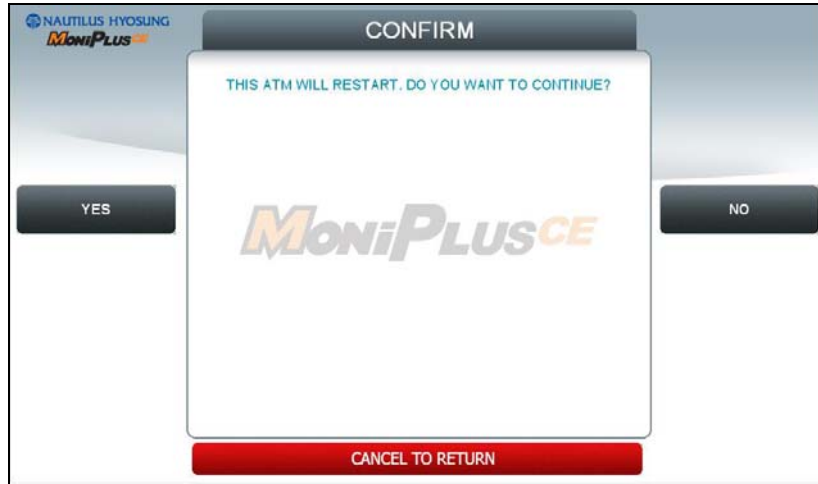 NAUTILUS HYOSUNG
MONIPLUS CE
CONFIRM
THIS ATM WILL RESTART. DO YOU WANT TO CONTINUE?
YES
MONiPLUSCE
NO
CANCEL TO RETURN